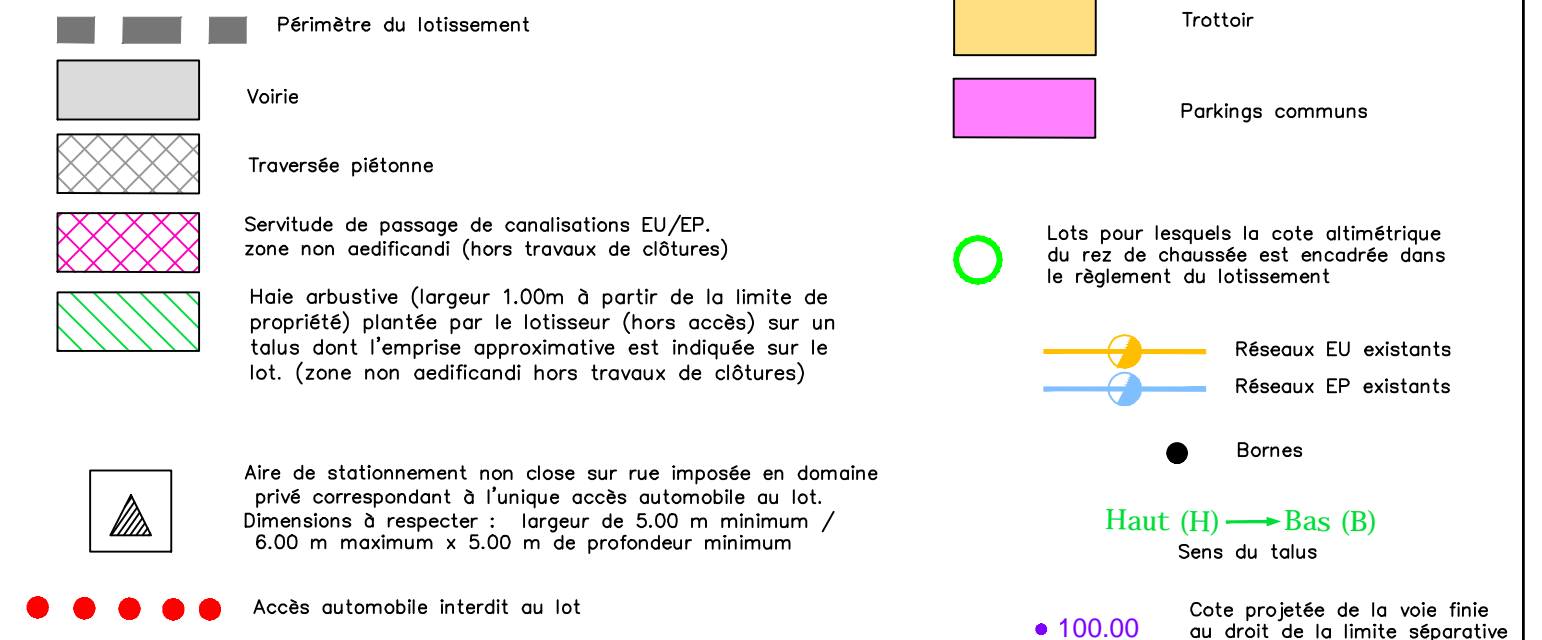 Périmètre du lotissement
Voirie
Traversée piétonne
Servitude de passage de canalisations EU/EP.
zone non aedificandi (hors travaux de clôtures)
Haie arbustive (largeur 1.00m à partir de la limite de
propriété) plantée par le lotisseur (hors accès) sur un
talus dont l'emprise approximative est indiquée sur le
lot. (zone non aedificandi hors travaux de clôtures)
Aire de stationnement non close sur rue imposée en domaine
privé correspondant à l'unique accès automobile au lot.
Dimensions à respecter : largeur de 5.00 m minimum /
6.00 m maximum x 5.00 m de profondeur minimum
Accès automobile interdit au lot
Trottoir
Parkings communs
Lots pour lesquels la cote altimétrique
du rez de chaussée est encadrée dans
le règlement du lotissement
Réseaux EU existants
Réseaux EP existants
Bornes
Haut (H) Bas (B)
Sens du talus
100.00
Cote projetée de la voie finie
au droit de la limite séparative